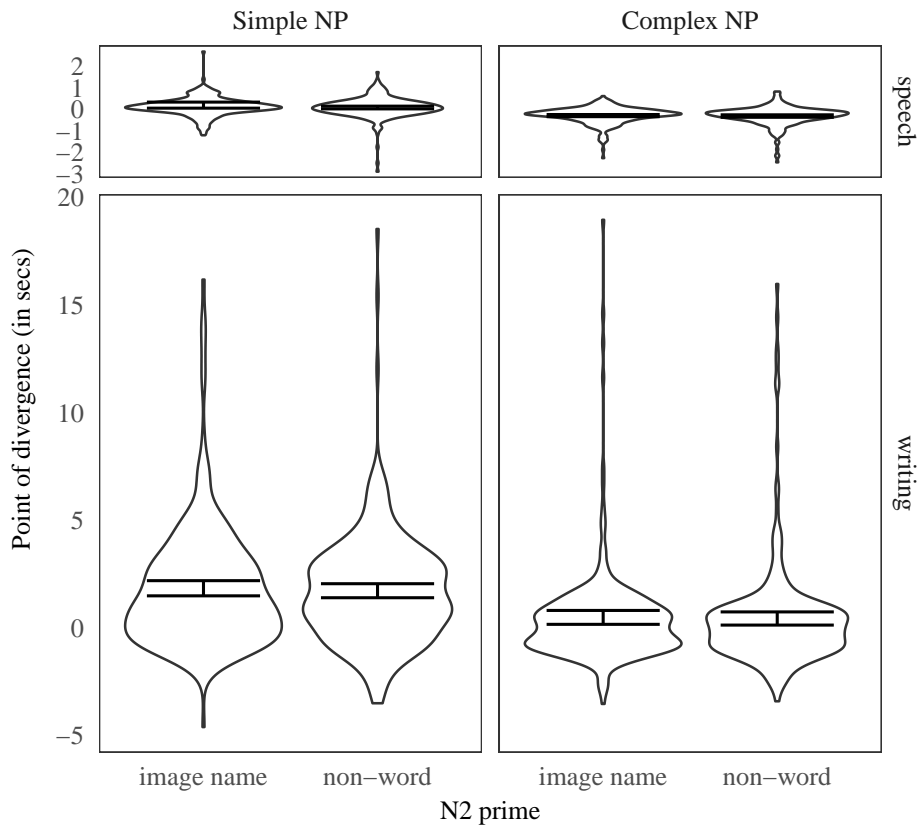 Simple NP
Complex NP
2
1
0
−1
−2
−3
speech
20
15
10
5
0
−5
writing
Point of divergence (in secs)
image name
non−word
image name
non−word
N2 prime